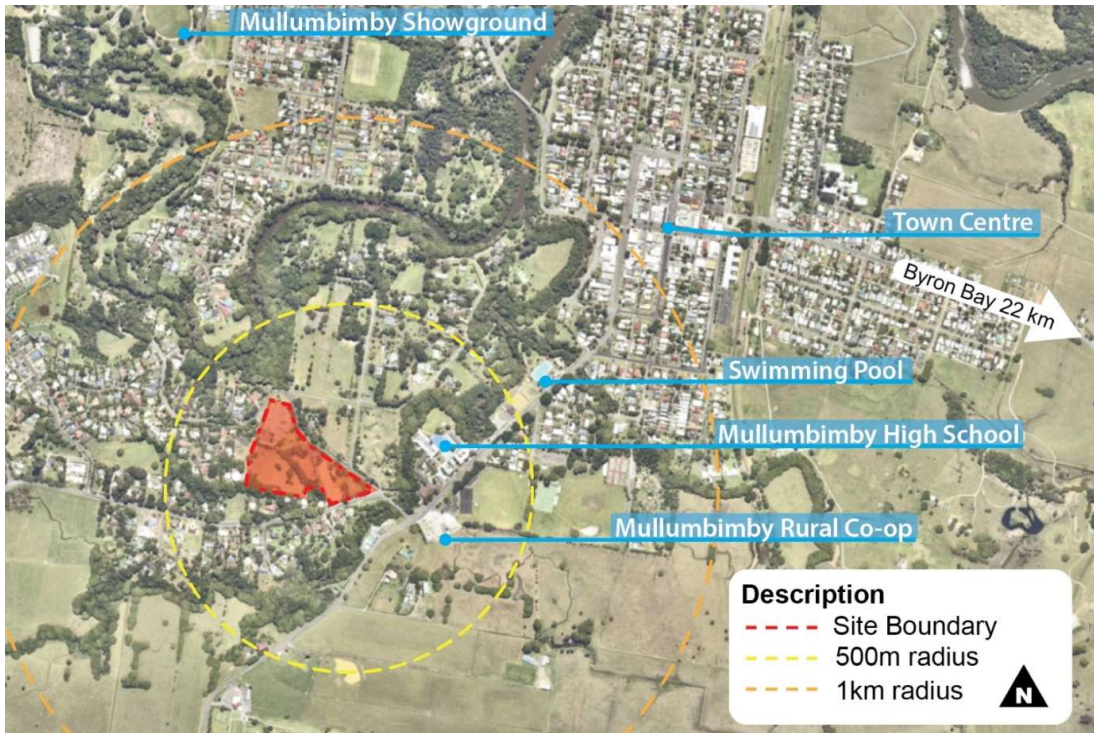 Mullumbimby Showground
Town Centre
Byron Bay 22 km
Swimming Pool
Mullumbimby High School
Mullumbimby Rural Co-op
Description
Site Boundary
500m radius
1km radius
N